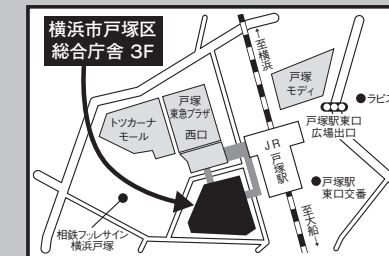 横浜市戸塚区
総合庁舎 3F
至横浜
戸塚
モディ
ラピス
戸塚
東急プラザ
西口
トツカーナ
モール
戸塚駅東口
広場出口
JR
戸塚駅
戸塚駅
東口交番
至大船
相鉄フレッサイン
横浜戸塚